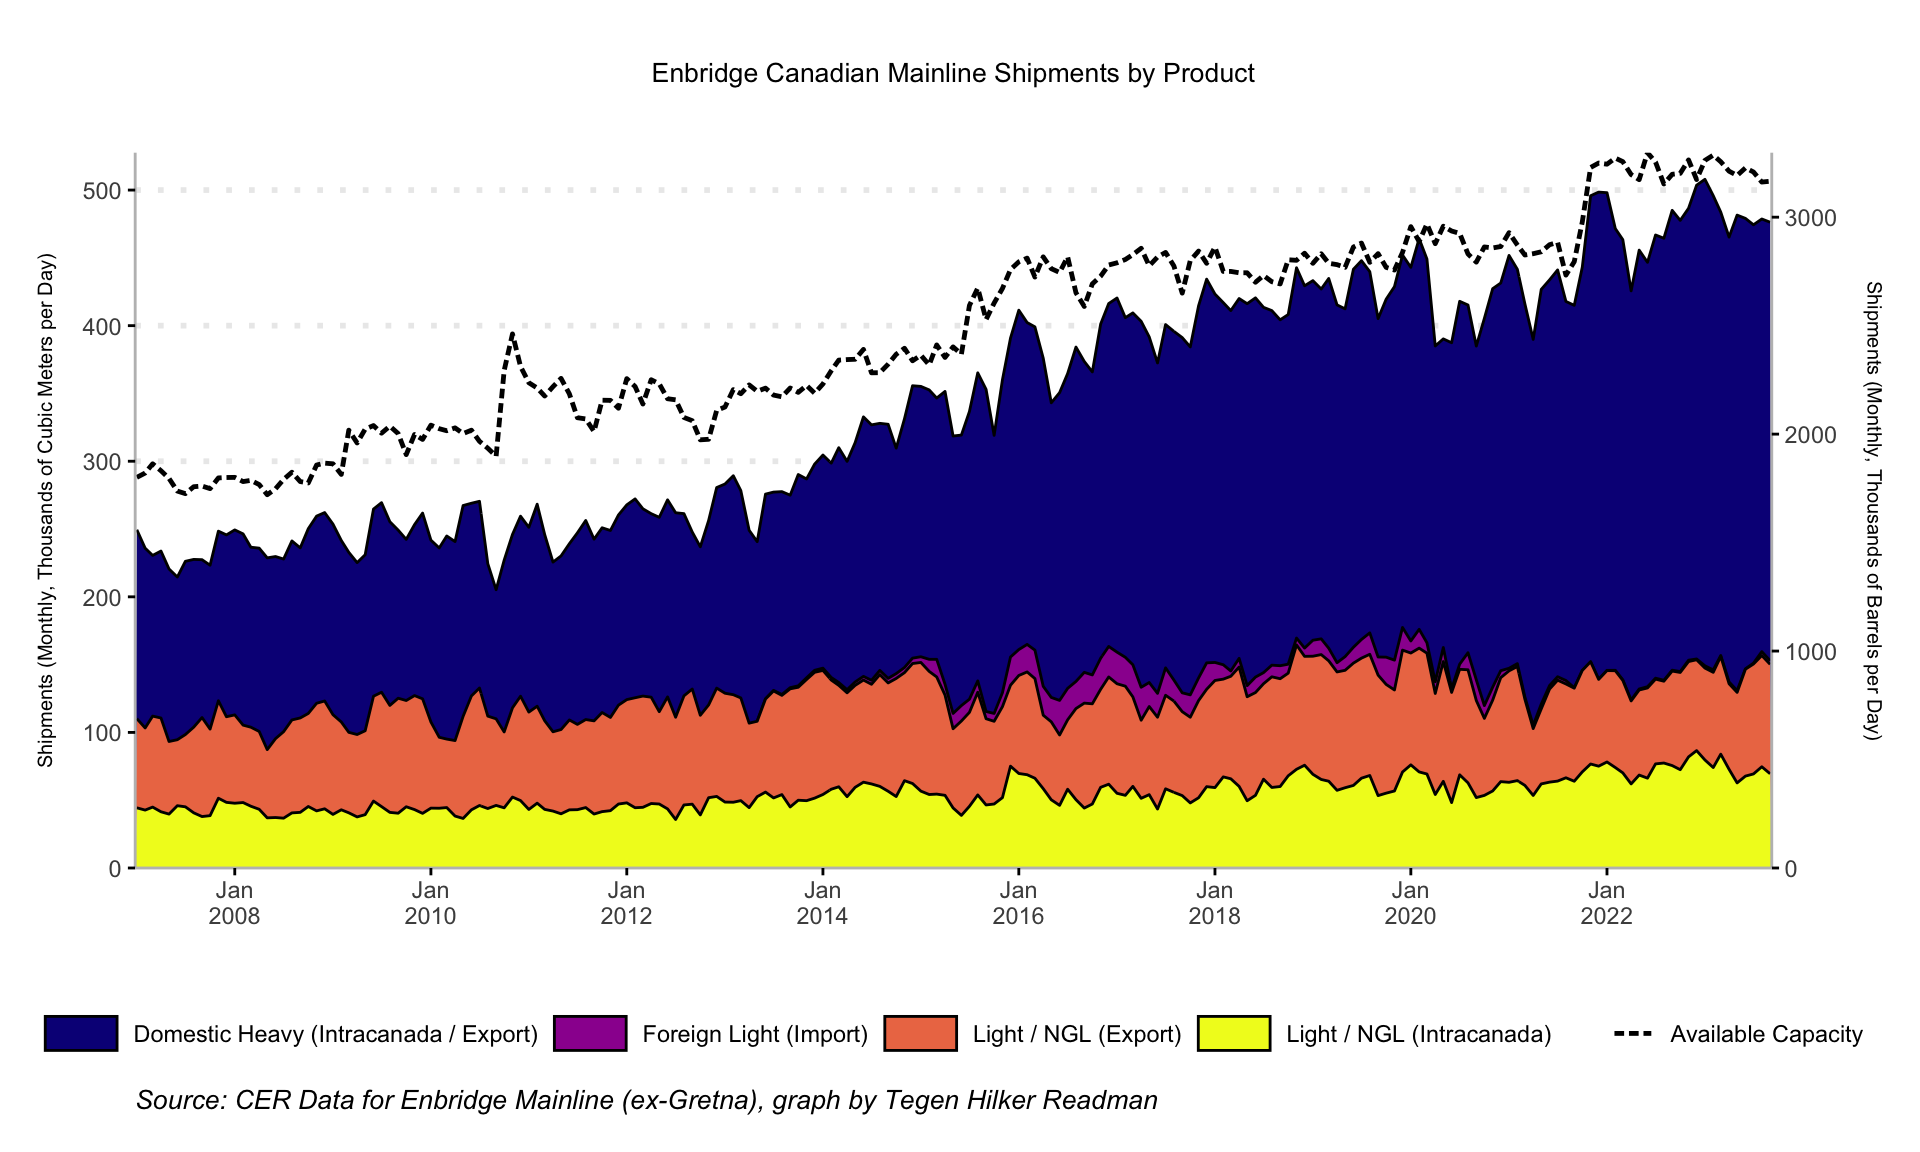 Enbridge Canadian Mainline Shipments by Product
Shipments (Monthly, Thousands of Cubic Meters per Day)
500
400
300
200
100
0
3000
2000
1000
0
Shipments (Monthly, Thousands of Barrels per Day)
Jan 2008
Jan 2010
Jan 2012
Jan 2014
Jan 2016
Jan 2018
Jan 2020
Jan 2022
Domestic Heavy (Intracanada / Export)
Foreign Light (Import)
Light / NGL (Export)
Light / NGL (Intracanada)
Available Capacity
Source: CER Data for Enbridge Mainline (ex-Gretna), graph by Tegen Hilker Readman